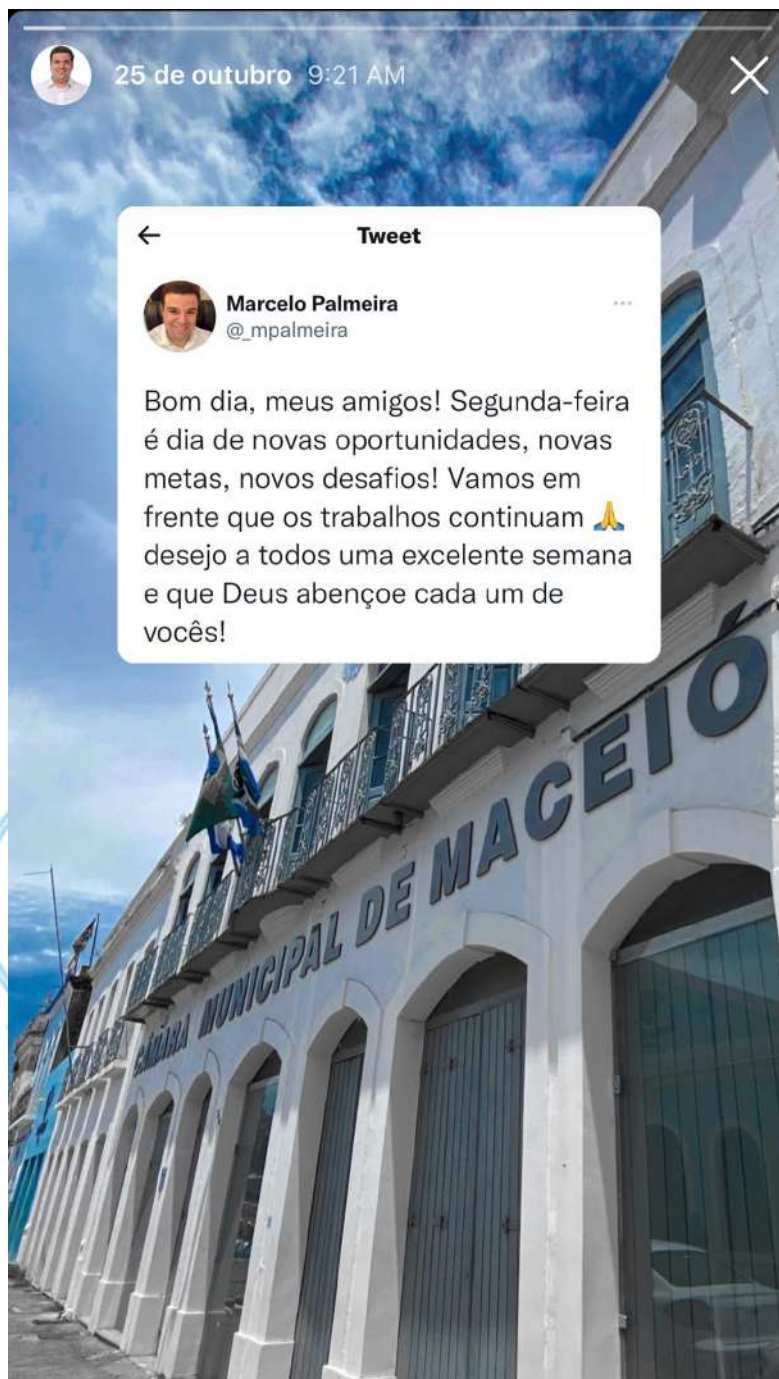 25 de outubro 9:21 AM
Tweet
Marcelo Palmeira
@_mpalmeira
Bom dia, meus amigos! Segunda-feira
é dia de novas oportunidades, novas
metas, novos desafios! Vamos em
frente que os trabalhos continuam 🙏
desejo a todos uma excelente semana
e que Deus abençoe cada um de
vocês!
CÂMARA MUNICIPAL DE MACEIÓ